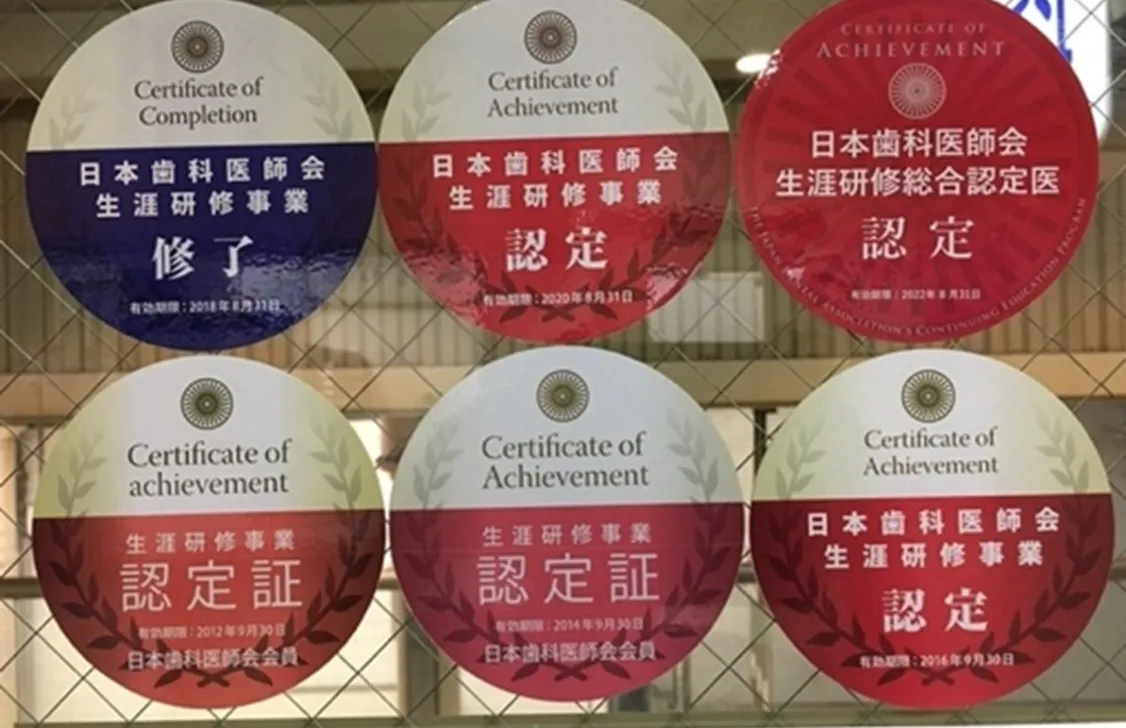 Certificate of
Completion
日本歯科医師会
生涯研修事業
修了
有効期限：2018年8月31日
Certificate of
Achievement
日本歯科医師会
生涯研修事業
認定
有効期限：2020年8月31日
CERTIFICATE OF
ACHIEVEMENT
日本歯科医師会
生涯研修総合認定医
認定
有効期限：2022年8月31日
THE JAPAN DENTAL ASSOCIATION'S CONTINUING EDUCATION PROGRAM
Certificate of
achievement
生涯研修事業
認定証
有効期限：2012年9月30日
日本歯科医師会会員
Certificate of
Achievement
生涯研修事業
認定証
有効期限：2014年9月30日
日本歯科医師会会員
Certificate of
Achievement
日本歯科医師会
生涯研修事業
認定
有効期限：2016年9月30日